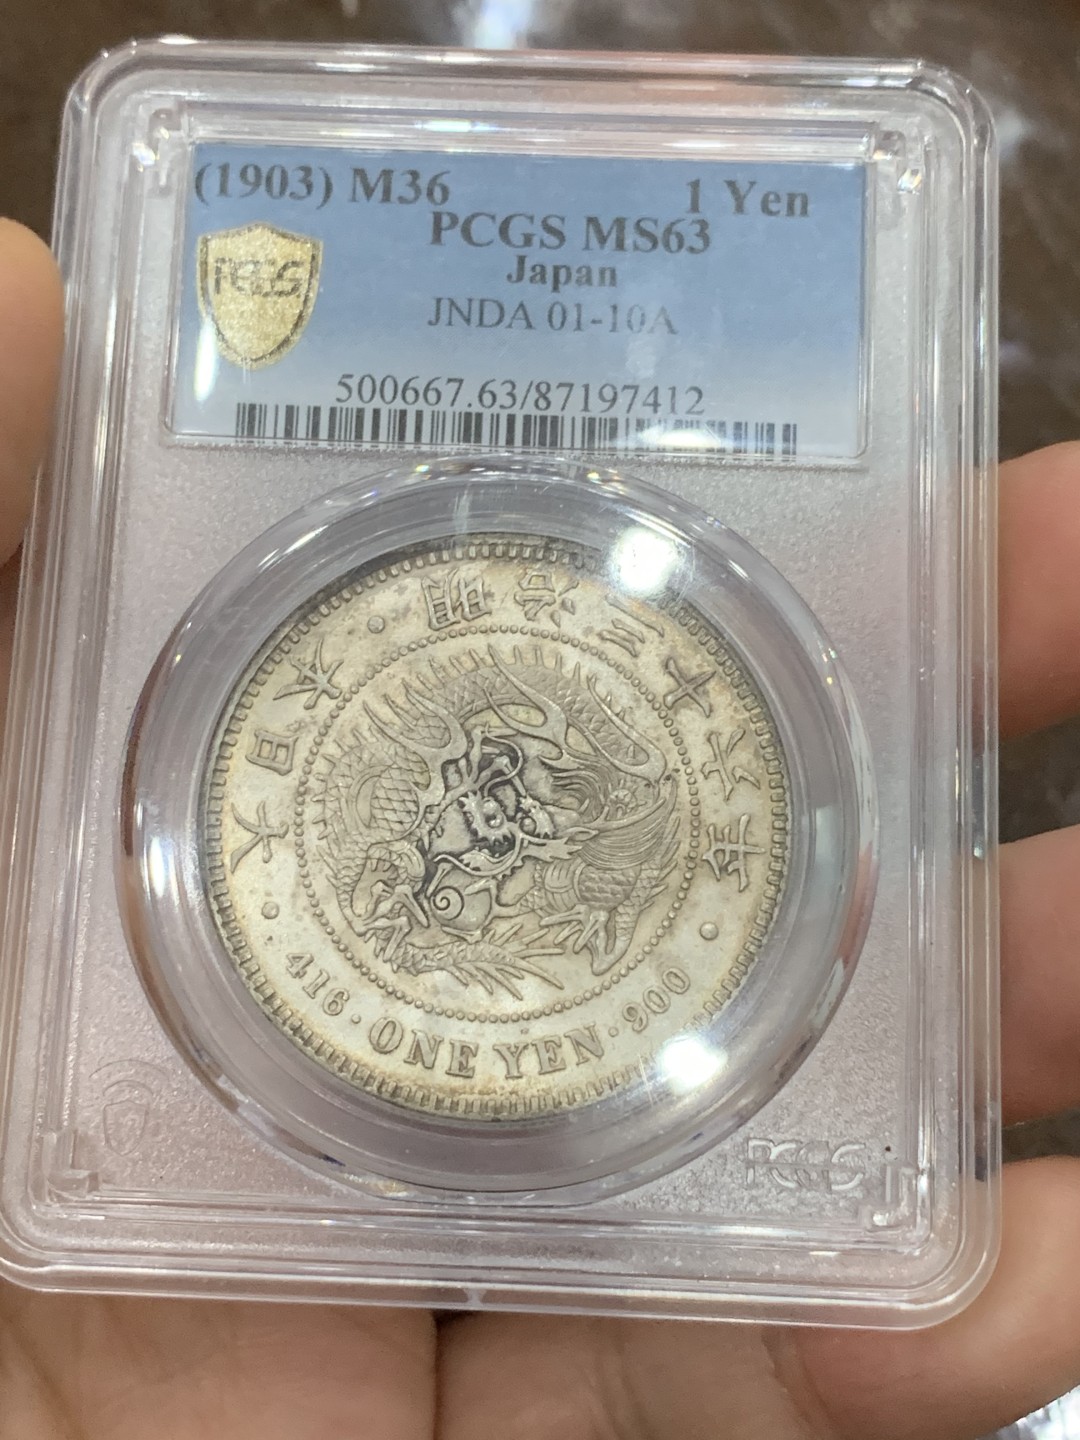 (1903) M36 1 Yen
PCGS MS63
Japan
JNDA 01-10A
PCGS
500667.63/87197412
大日本 · 明治三十六年 ·
416 · ONE YEN · 900
PCGS